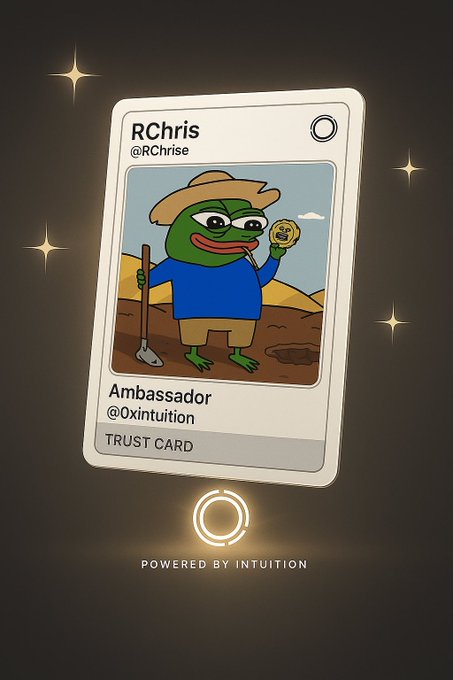 RChris
@RChrise
Ambassador
@0xintuition
TRUST CARD
POWERED BY INTUITION